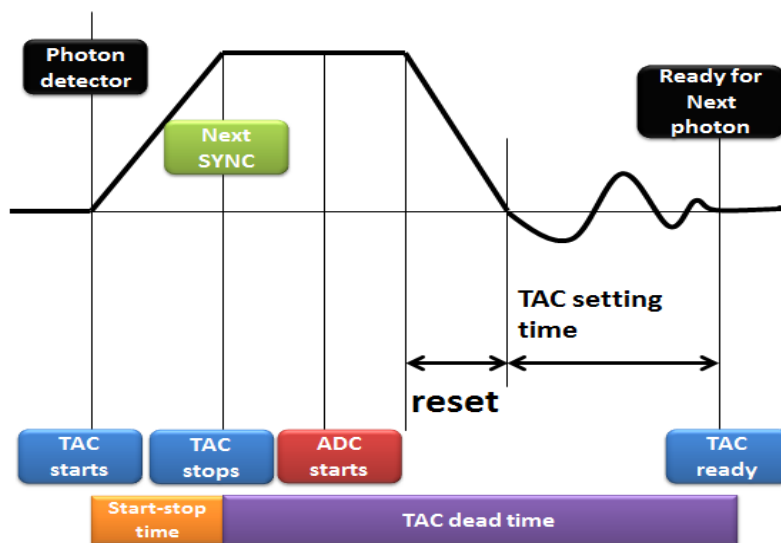 Photon
detector
Next
SYNC
Ready for
Next
photon
TAC setting
time
reset
TAC
starts
TAC
stops
ADC
starts
TAC
ready
Start-stop
time
TAC dead time